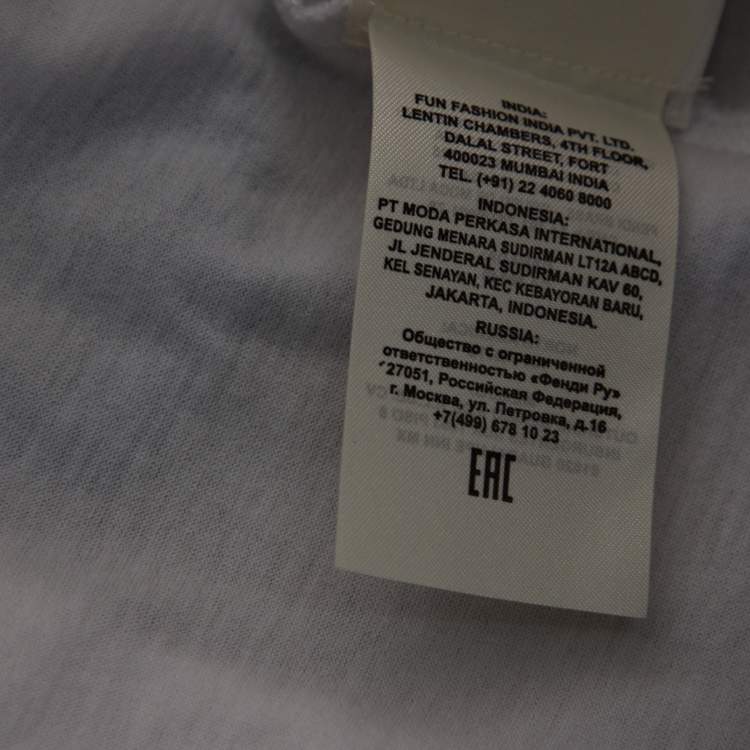 INDIA:
FUN FASHION INDIA PVT. LTD.
LENTIN CHAMBERS, 4TH FLOOR,
DALAL STREET, FORT
400023 MUMBAI INDIA
TEL. (+91) 22 4060 8000
INDONESIA:
PT MODA PERKASA INTERNATIONAL,
GEDUNG MENARA SUDIRMAN LT12A ABCD,
JL JENDERAL SUDIRMAN KAV 60,
KEL SENAYAN, KEC KEBAYORAN BARU,
JAKARTA, INDONESIA.
RUSSIA:
Общество с ограниченной
ответственностью «Фенди Ру»
27051, Российская Федерация,
г. Москва, ул. Петровка, д.16
+7(499) 678 10 23
EAC